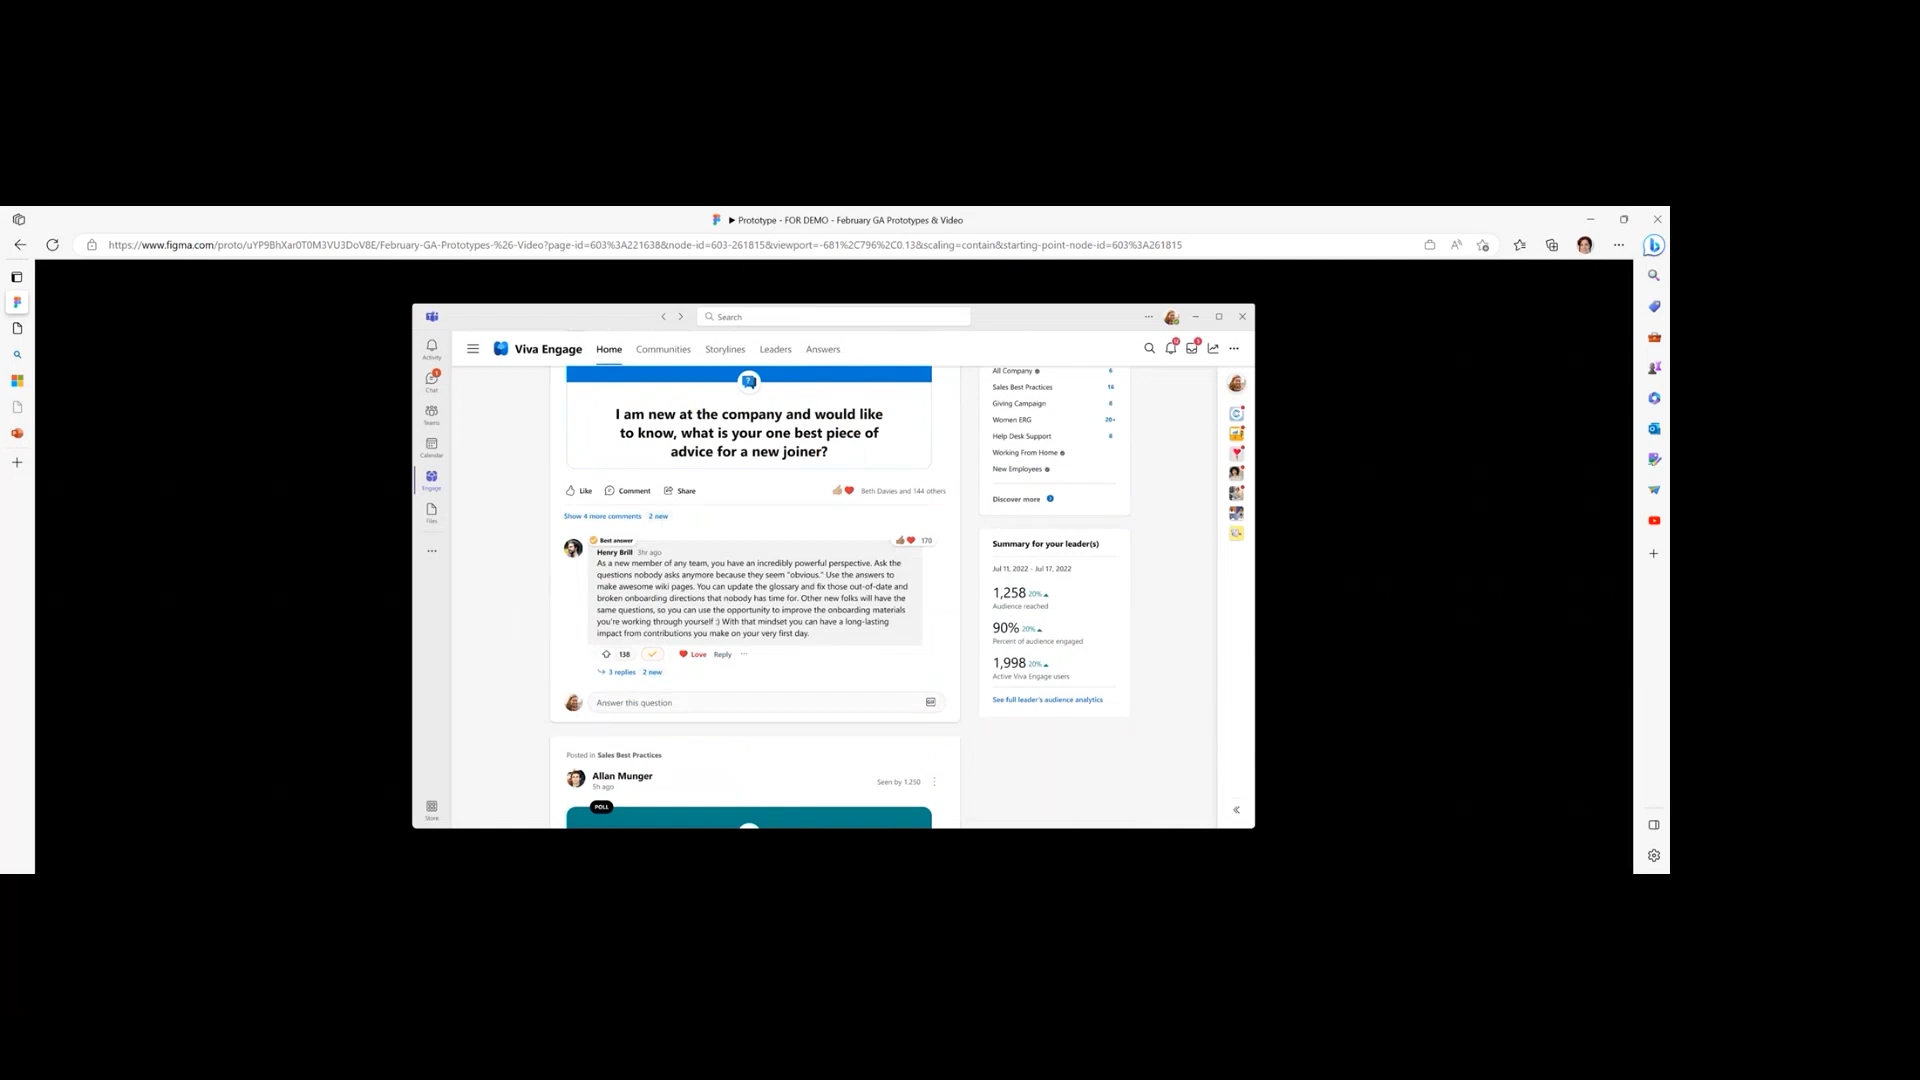 Prototype - FOR DEMO - February GA Prototypes & Video
https://www.figma.com/proto/uYP9BhXar0T0M3VU3DoV8E/February-GA-Prototypes-%26-Video?page-id=603%3A221638&node-id=603-261815&viewport=-681%2C796%2C0.13&scaling=contain&starting-point-node-id=603%3A261815
Search
Activity
Chat
1
Teams
Calendar
Engage
Files
Store
Viva Engage
Home
Communities
Storylines
Leaders
Answers
I am new at the company and would like
to know, what is your one best piece of
advice for a new joiner?
Like
Comment
Share
Beth Davies and 144 others
Show 4 more comments 2 new
Best answer
170
Henry Brill 3hr ago
As a new member of any team, you have an incredibly powerful perspective. Ask the
questions nobody asks anymore because they seem "obvious." Use the answers to
make awesome wiki pages. You can update the glossary and fix those out-of-date and
broken onboarding directions that nobody has time for. Other new folks will have the
same questions, so you can use the opportunity to improve the onboarding materials
you're working through yourself :) With that mindset you can have a long-lasting
impact from contributions you make on your very first day.
138
Love
Reply
3 replies 2 new
Answer this question
Posted in Sales Best Practices
Allan Munger
5h ago
Seen by 1.250
POLL
All Company 6
Sales Best Practices 16
Giving Campaign 8
Women ERG 20+
Help Desk Support 8
Working From Home
New Employees
Discover more
Summary for your leader(s)
Jul 11, 2022 - Jul 17, 2022
1,258 20%
Audience reached
90% 20%
Percent of audience engaged
1,998 20%
Active Viva Engage users
See full leader's audience analytics